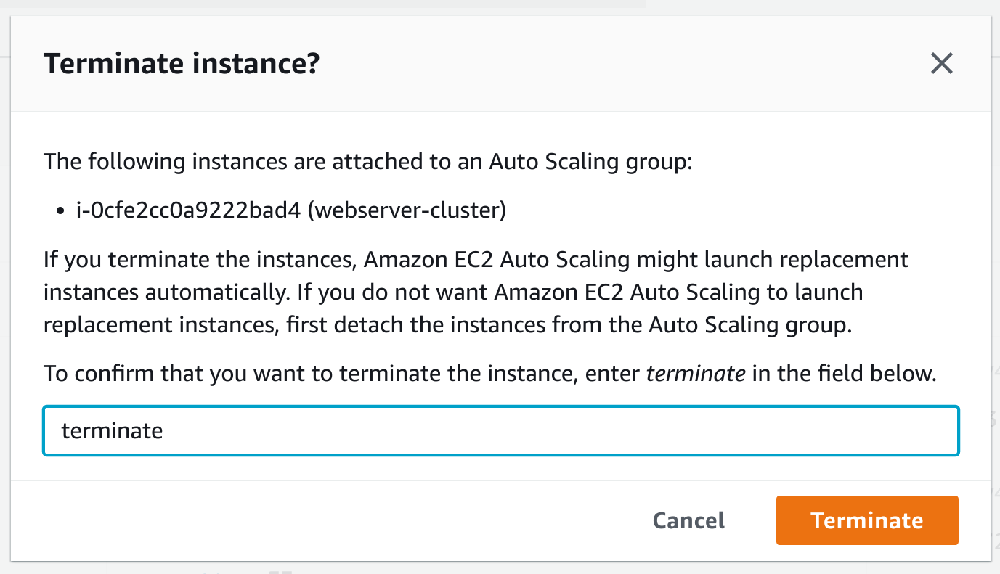 Terminate instance?
The following instances are attached to an Auto Scaling group:
• i-0cfe2cc0a9222bad4 (webserver-cluster)
If you terminate the instances, Amazon EC2 Auto Scaling might launch replacement
instances automatically. If you do not want Amazon EC2 Auto Scaling to launch
replacement instances, first detach the instances from the Auto Scaling group.
To confirm that you want to terminate the instance, enter terminate in the field below.
terminate
Cancel
Terminate